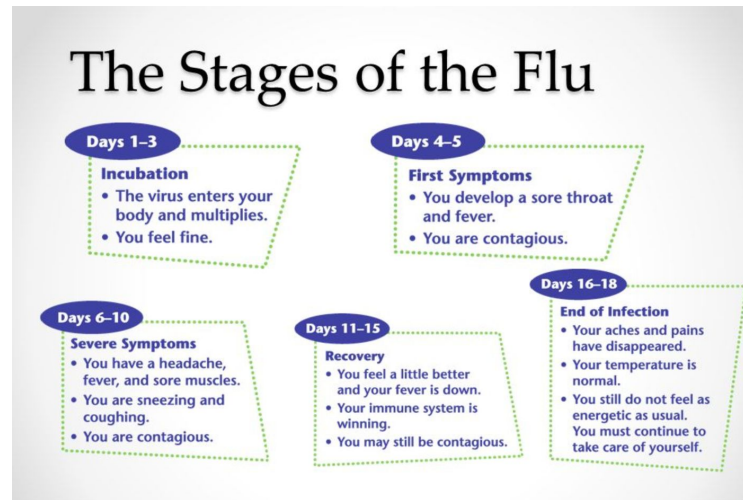 The Stages of the Flu
Days 1–3
Incubation
• The virus enters your
body and multiplies.
• You feel fine.
Days 4–5
First Symptoms
• You develop a sore throat
and fever.
• You are contagious.
Days 6–10
Severe Symptoms
• You have a headache,
fever, and sore muscles.
• You are sneezing and
coughing.
• You are contagious.
Days 11–15
Recovery
• You feel a little better
and your fever is down.
• Your immune system is
winning.
• You may still be contagious.
Days 16–18
End of Infection
• Your aches and pains
have disappeared.
• Your temperature is
normal.
• You still do not feel as
energetic as usual.
You must continue to
take care of yourself.